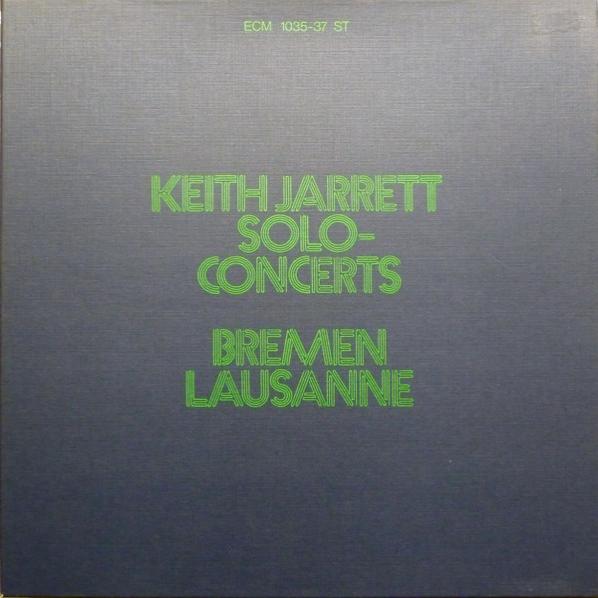 ECM 1035-37 ST
KEITH JARRETT
SOLO-
CONCERTS
BREMEN
LAUSANNE